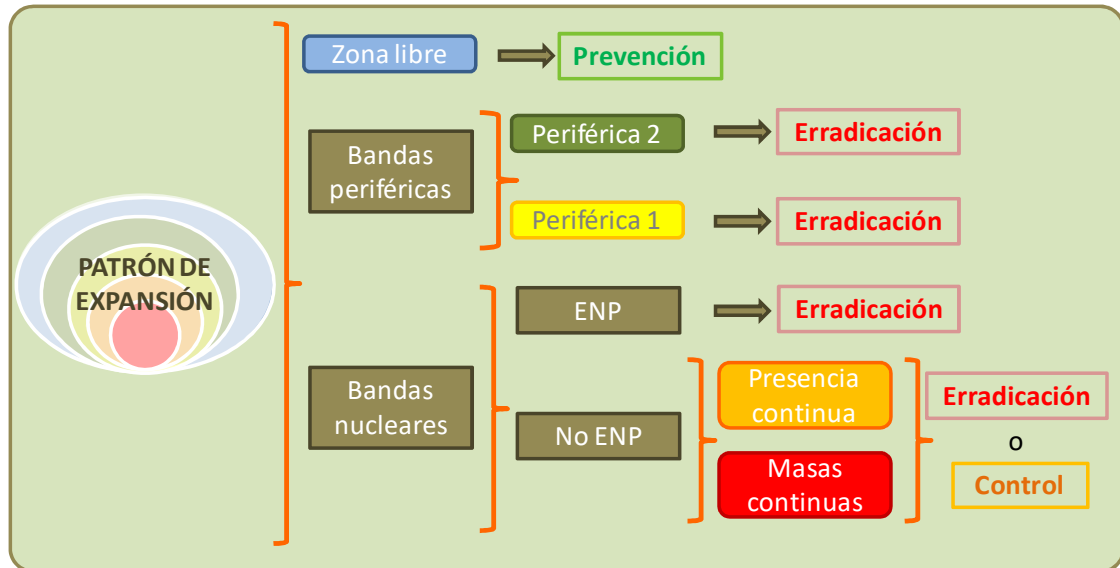 PATRÓN DE
EXPANSIÓN
Zona libre
Prevención
Bandas
periféricas
Periférica 2
Erradicación
Periférica 1
Erradicación
Bandas
nucleares
ENP
Erradicación
No ENP
Presencia
continua
Masas
continuas
Erradicación
o
Control